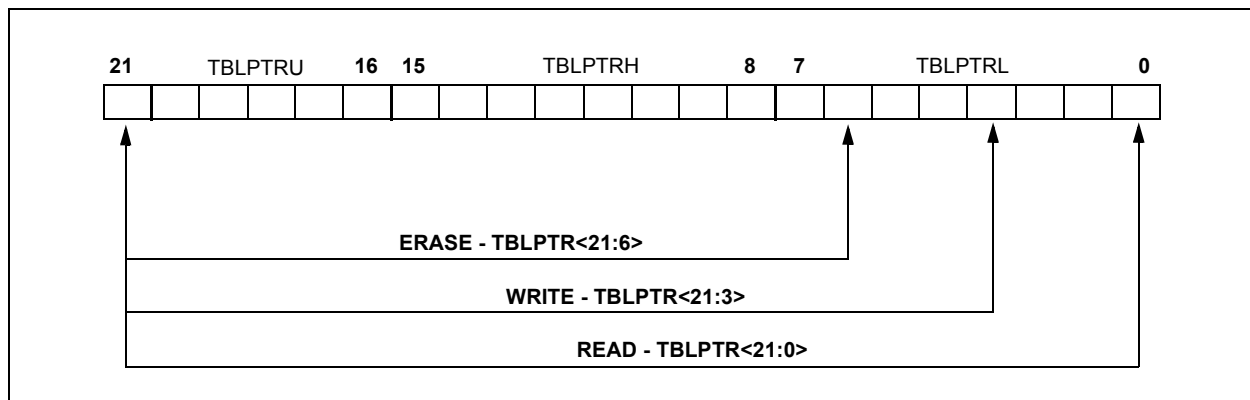 21 TBLPTRU 16 15 TBLPTRH 8 7 TBLPTRL 0
ERASE - TBLPTR<21:6>
WRITE - TBLPTR<21:3>
READ - TBLPTR<21:0>